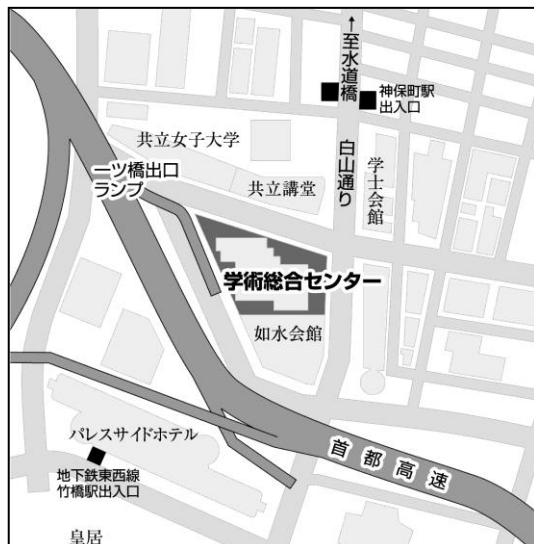 ↑至水道橋
神保町駅
出入口
共立女子大学
一ツ橋出口
ランプ
共立講堂
白山通り
学士会館
学術総合センター
如水会館
パレスサイドホテル
首都高速
地下鉄東西線
竹橋駅出入口
皇居